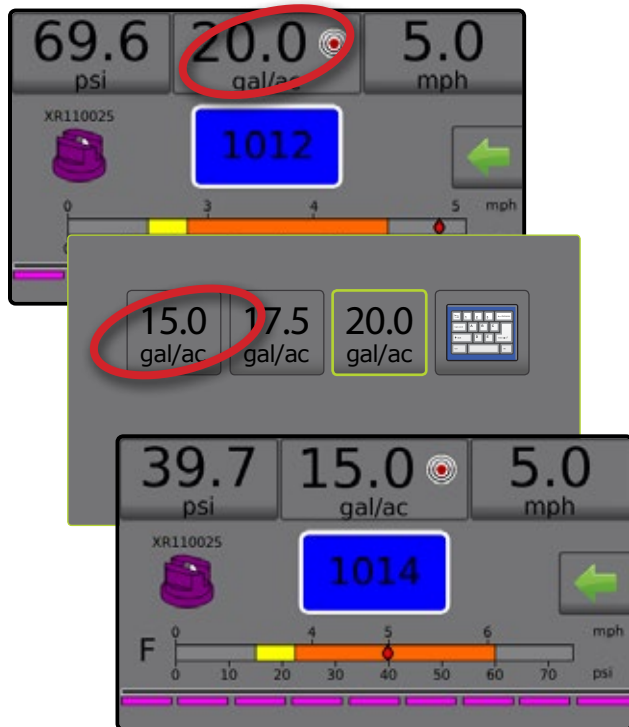 69.6 20.0 5.0
psi gal/ac mph
XR110025
1012
0 3 4 5 mph
15.0 17.5 20.0
gal/ac gal/ac gal/ac
39.7 15.0 5.0
psi gal/ac mph
XR110025
1014
F
0 4 5 6 mph
0 10 20 30 40 50 60 70 psi